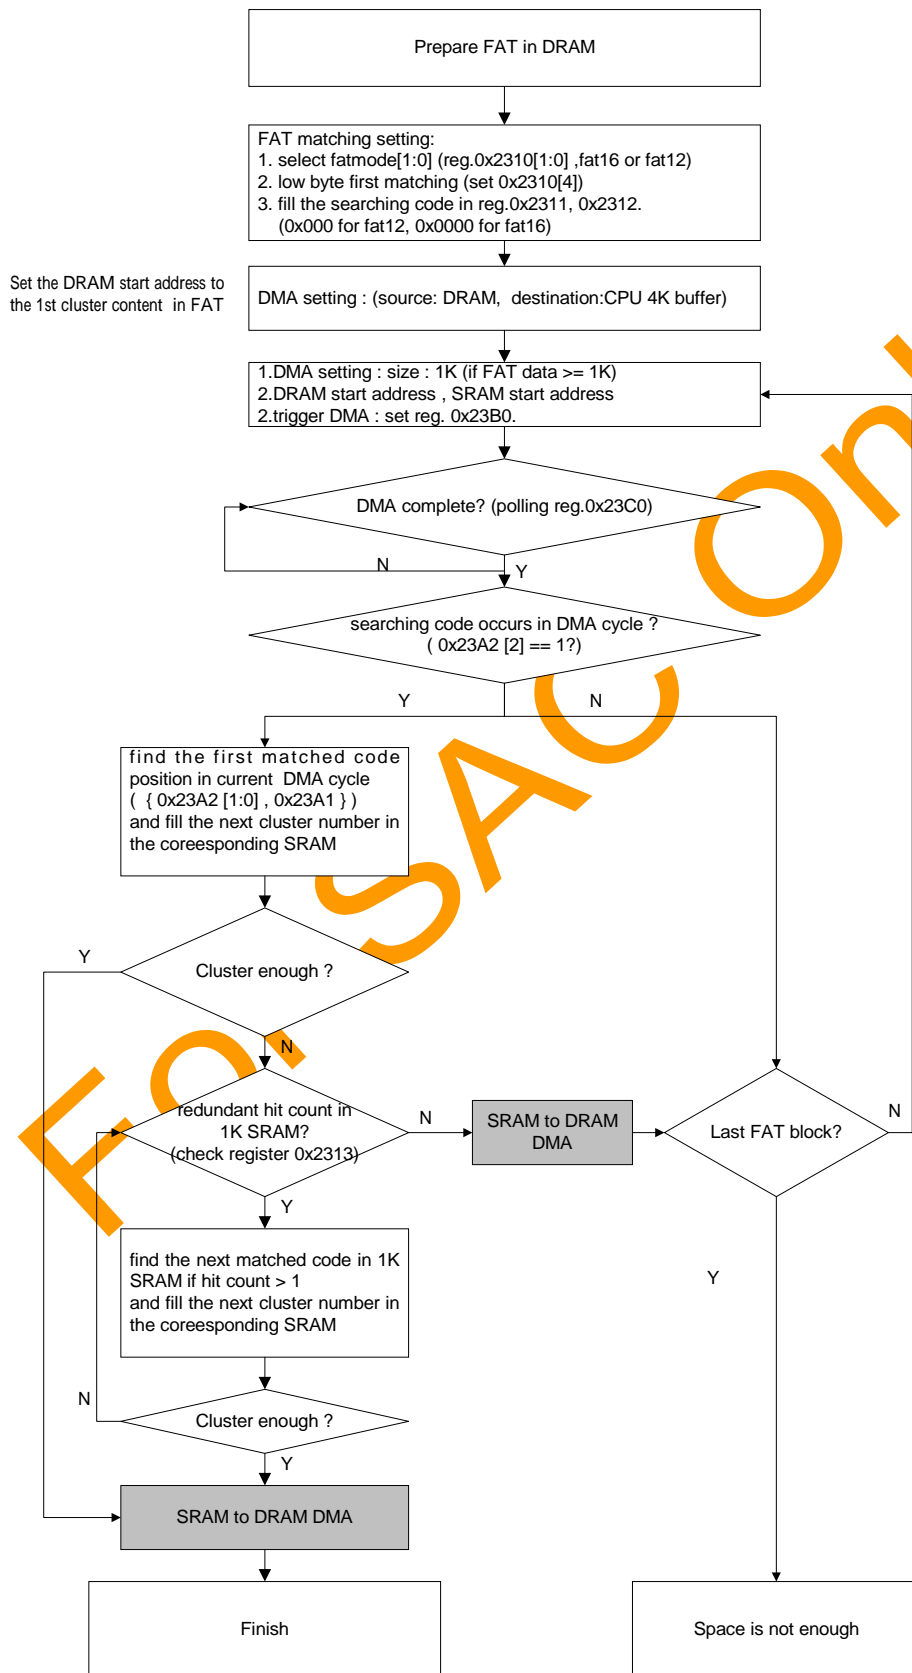 Prepare FAT in DRAM
FAT matching setting:
1. select fatmode[1:0] (reg.0x2310[1:0] ,fat16 or fat12)
2. low byte first matching (set 0x2310[4])
3. fill the searching code in reg.0x2311, 0x2312.
(0x000 for fat12, 0x0000 for fat16)
Set the DRAM start address to
the 1st cluster content in FAT
DMA setting : (source: DRAM, destination:CPU 4K buffer)
1.DMA setting : size : 1K (if FAT data >= 1K)
2.DRAM start address , SRAM start address
2.trigger DMA : set reg. 0x23B0.
DMA complete? (polling reg.0x23C0)
N
Y
searching code occurs in DMA cycle ?
( 0x23A2 [2] == 1?)
Y
N
find the first matched code
position in current DMA cycle
( { 0x23A2 [1:0] , 0x23A1 } )
and fill the next cluster number in
the coreesponding SRAM
Y
Cluster enough ?
N
redundant hit count in
1K SRAM?
(check register 0x2313)
N
SRAM to DRAM
DMA
Last FAT block?
N
Y
find the next matched code in 1K
SRAM if hit count > 1
and fill the next cluster number in
the coreesponding SRAM
Y
N
Cluster enough ?
Y
SRAM to DRAM DMA
Finish
Space is not enough
For SAC Onl